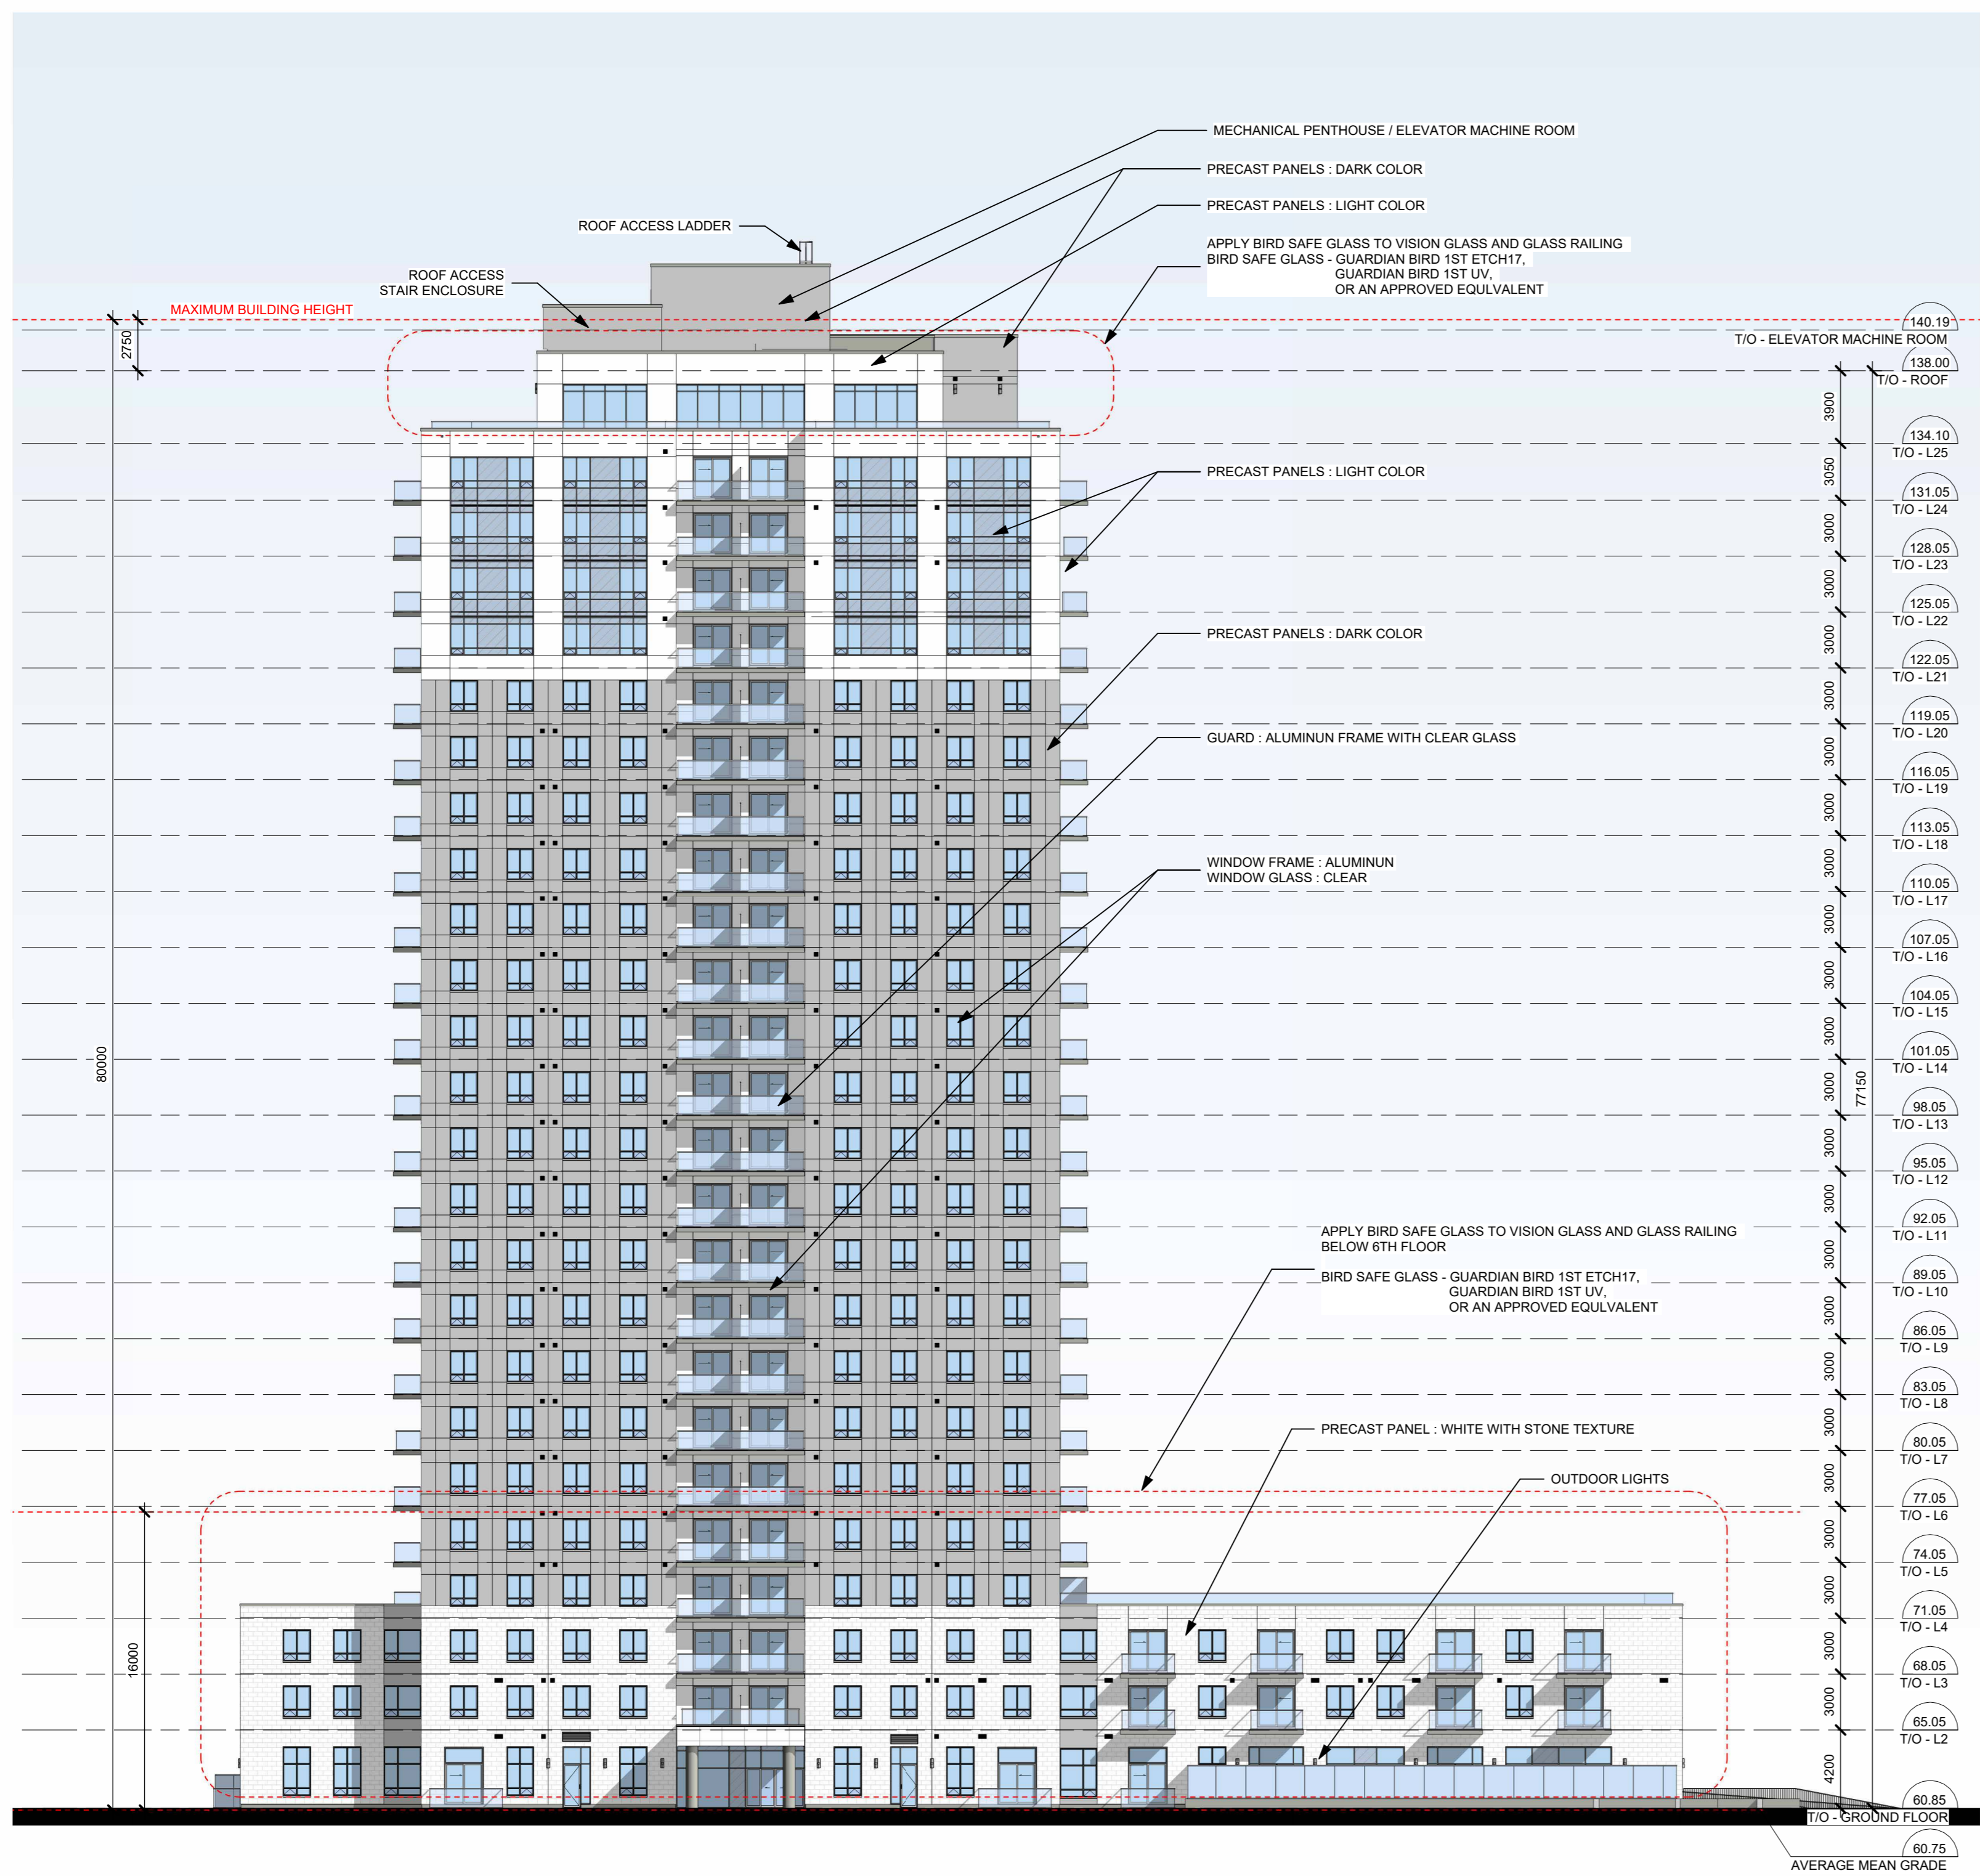 MECHANICAL PENTHOUSE / ELEVATOR MACHINE ROOM
PRECAST PANELS : DARK COLOR
PRECAST PANELS : LIGHT COLOR
ROOF ACCESS LADDER
APPLY BIRD SAFE GLASS TO VISION GLASS AND GLASS RAILING
BIRD SAFE GLASS - GUARDIAN BIRD 1ST ETCH17,
GUARDIAN BIRD 1ST UV,
OR AN APPROVED EQULVALENT
ROOF ACCESS
STAIR ENCLOSURE
MAXIMUM BUILDING HEIGHT
2750
80000
16000
PRECAST PANELS : LIGHT COLOR
PRECAST PANELS : DARK COLOR
GUARD : ALUMINUN FRAME WITH CLEAR GLASS
WINDOW FRAME : ALUMINUN
WINDOW GLASS : CLEAR
APPLY BIRD SAFE GLASS TO VISION GLASS AND GLASS RAILING
BELOW 6TH FLOOR
BIRD SAFE GLASS - GUARDIAN BIRD 1ST ETCH17,
GUARDIAN BIRD 1ST UV,
OR AN APPROVED EQULVALENT
PRECAST PANEL : WHITE WITH STONE TEXTURE
OUTDOOR LIGHTS
140.19
T/O - ELEVATOR MACHINE ROOM
138.00
T/O - ROOF
3900
134.10
T/O - L25
3050
131.05
T/O - L24
3000
128.05
T/O - L23
3000
125.05
T/O - L22
3000
122.05
T/O - L21
3000
119.05
T/O - L20
3000
116.05
T/O - L19
3000
113.05
T/O - L18
3000
110.05
T/O - L17
3000
107.05
T/O - L16
3000
104.05
T/O - L15
3000
101.05
T/O - L14
3000
77150
98.05
T/O - L13
3000
95.05
T/O - L12
3000
92.05
T/O - L11
3000
89.05
T/O - L10
3000
86.05
T/O - L9
3000
83.05
T/O - L8
3000
80.05
T/O - L7
3000
77.05
T/O - L6
3000
74.05
T/O - L5
3000
71.05
T/O - L4
3000
68.05
T/O - L3
3000
65.05
T/O - L2
4200
60.85
T/O - GROUND FLOOR
60.75
AVERAGE MEAN GRADE